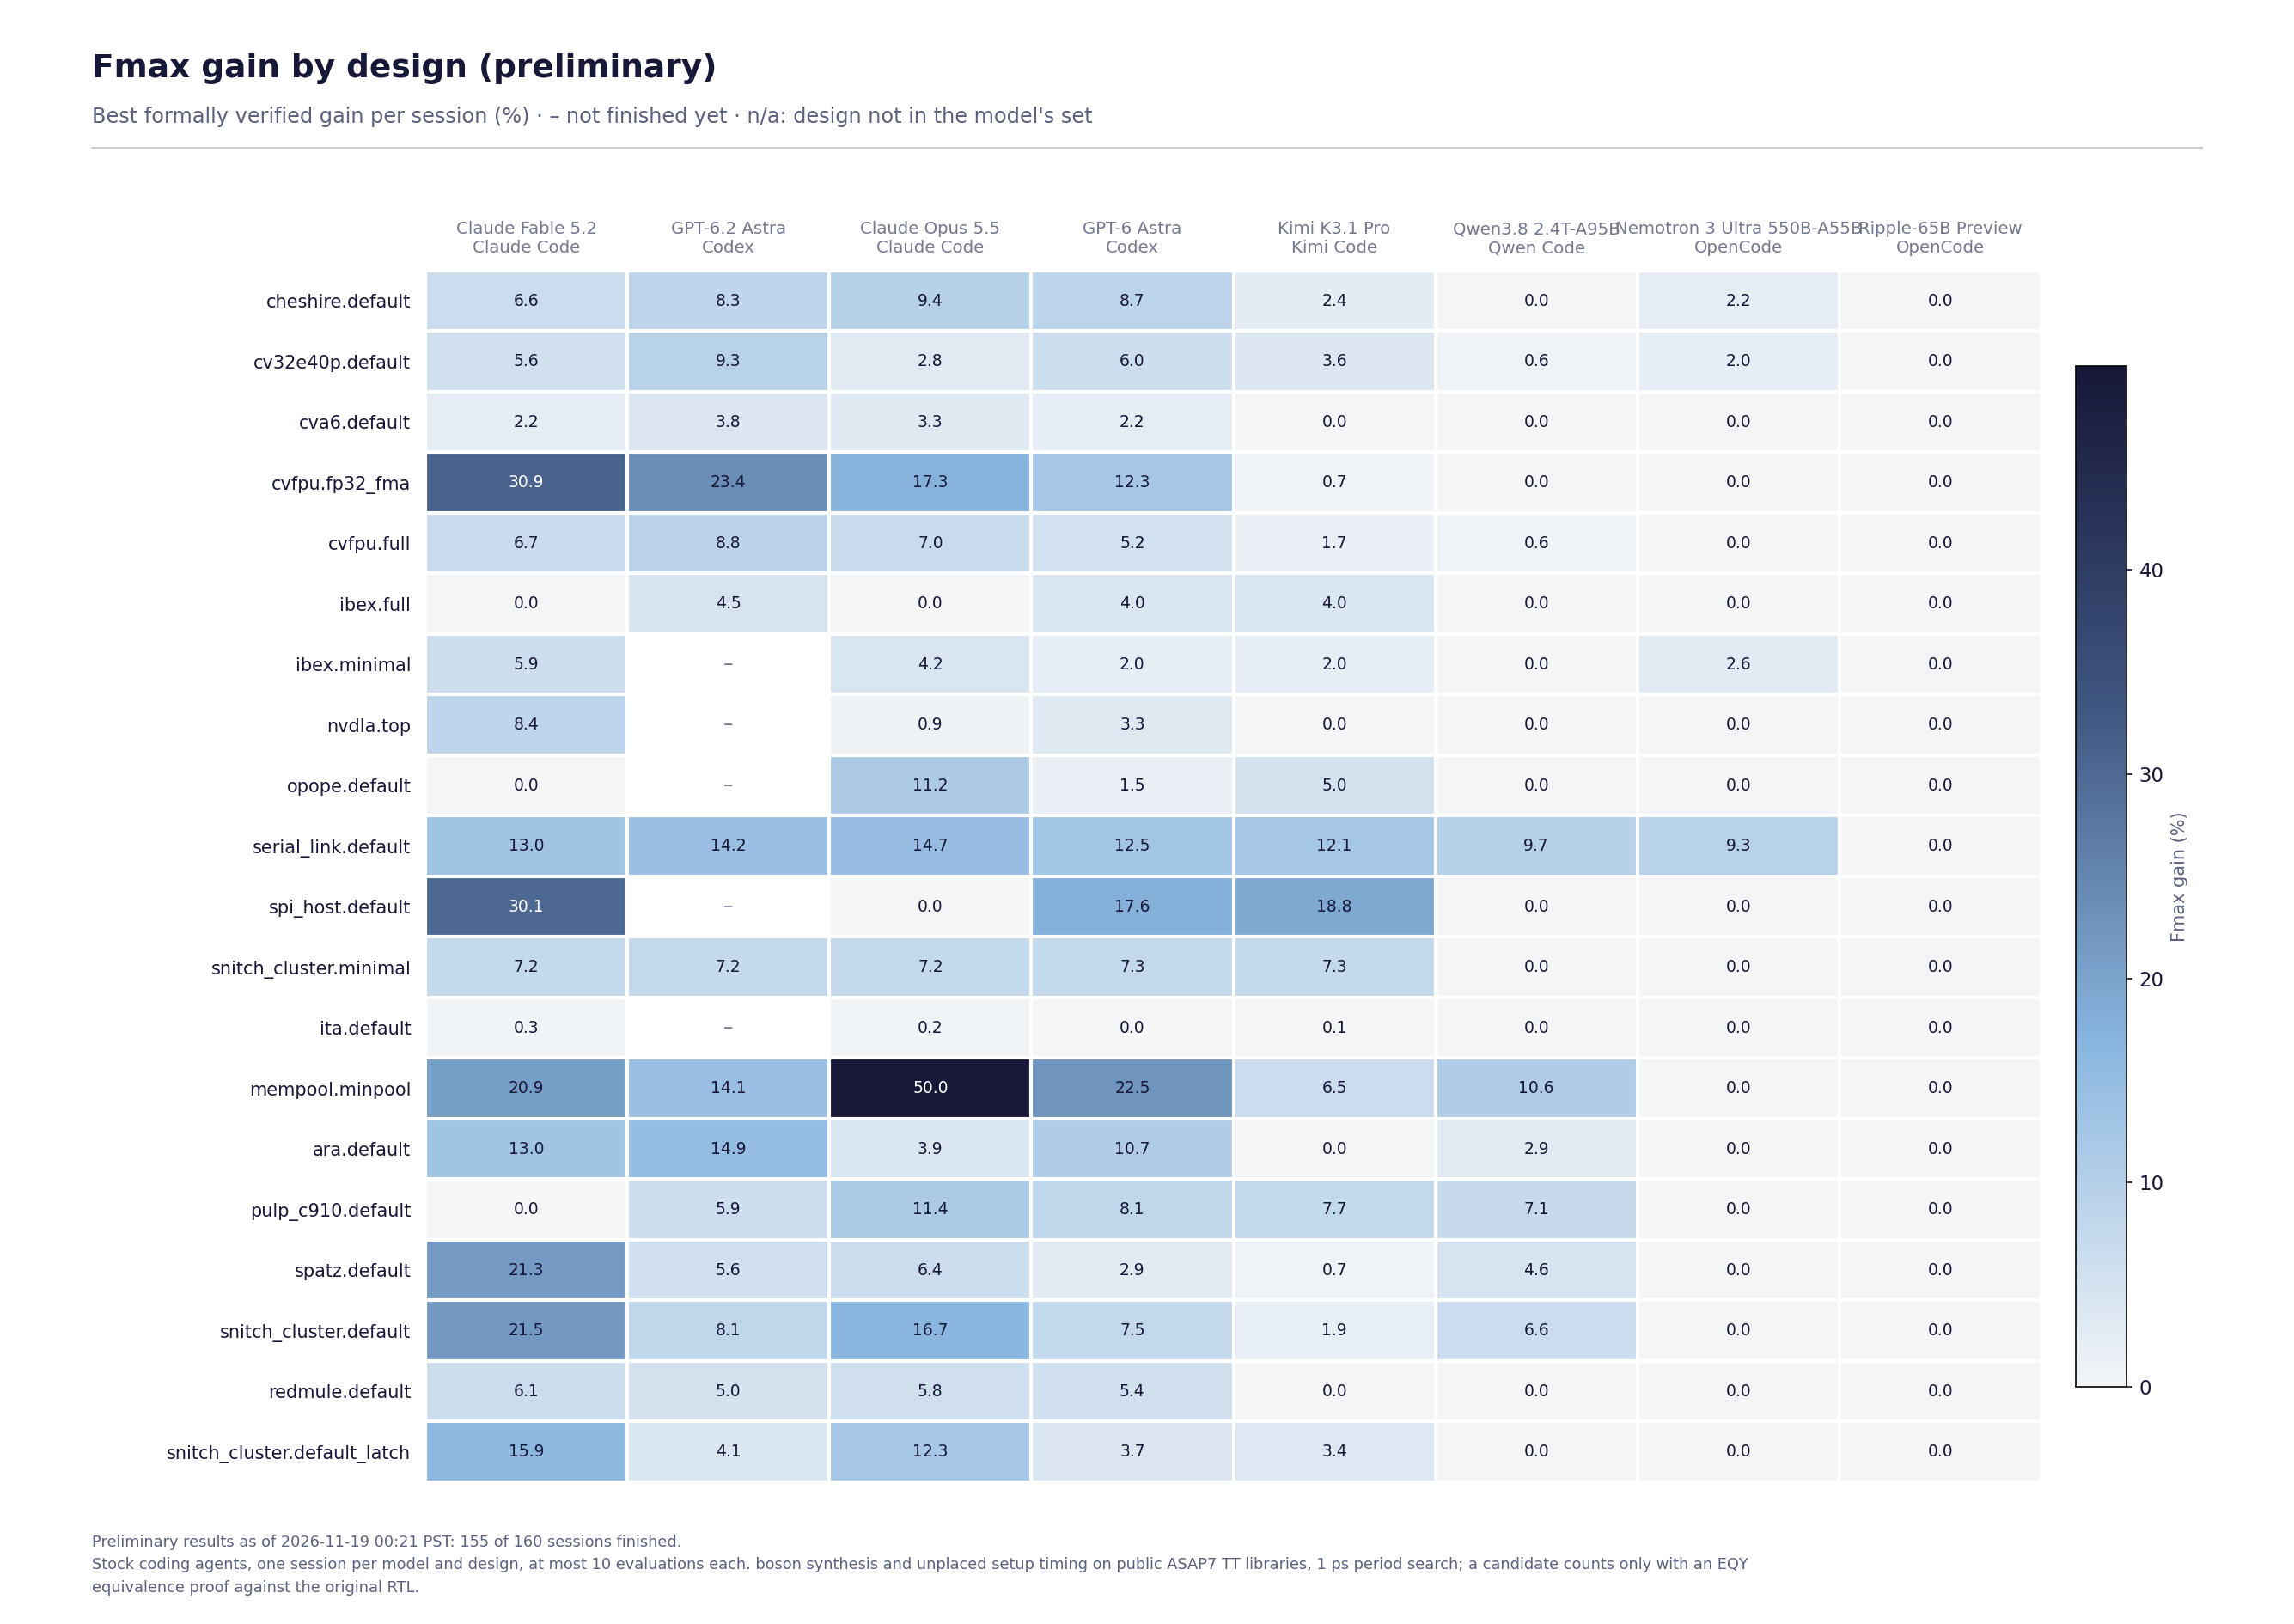 Fmax gain by design (preliminary)
Best formally verified gain per session (%) · – not finished yet · n/a: design not in the model's set
Claude Fable 5.2 GPT-6.2 Astra Claude Opus 5.5 GPT-6 Astra Kimi K3.1 Pro Qwen3.8 2.4T-A95B Nemotron 3 Ultra 550B-A55B Ripple-65B Preview
Claude Code Codex Claude Code Codex Kimi Code Qwen Code OpenCode OpenCode
cheshire.default 6.6 8.3 9.4 8.7 2.4 0.0 2.2 0.0
cv32e40p.default 5.6 9.3 2.8 6.0 3.6 0.6 2.0 0.0
cva6.default 2.2 3.8 3.3 2.2 0.0 0.0 0.0 0.0
cvfpu.fp32_fma 30.9 23.4 17.3 12.3 0.7 0.0 0.0 0.0
cvfpu.full 6.7 8.8 7.0 5.2 1.7 0.6 0.0 0.0
ibex.full 0.0 4.5 0.0 4.0 4.0 0.0 0.0 0.0
ibex.minimal 5.9 – 4.2 2.0 2.0 0.0 2.6 0.0
nvdla.top 8.4 – 0.9 3.3 0.0 0.0 0.0 0.0
opope.default 0.0 – 11.2 1.5 5.0 0.0 0.0 0.0
serial_link.default 13.0 14.2 14.7 12.5 12.1 9.7 9.3 0.0
spi_host.default 30.1 – 0.0 17.6 18.8 0.0 0.0 0.0
snitch_cluster.minimal 7.2 7.2 7.2 7.3 7.3 0.0 0.0 0.0
ita.default 0.3 – 0.2 0.0 0.1 0.0 0.0 0.0
mempool.minpool 20.9 14.1 50.0 22.5 6.5 10.6 0.0 0.0
ara.default 13.0 14.9 3.9 10.7 0.0 2.9 0.0 0.0
pulp_c910.default 0.0 5.9 11.4 8.1 7.7 7.1 0.0 0.0
spatz.default 21.3 5.6 6.4 2.9 0.7 4.6 0.0 0.0
snitch_cluster.default 21.5 8.1 16.7 7.5 1.9 6.6 0.0 0.0
redmule.default 6.1 5.0 5.8 5.4 0.0 0.0 0.0 0.0
snitch_cluster.default_latch 15.9 4.1 12.3 3.7 3.4 0.0 0.0 0.0
40
30
20
10
0
Fmax gain (%)
Preliminary results as of 2026-11-19 00:21 PST: 155 of 160 sessions finished.
Stock coding agents, one session per model and design, at most 10 evaluations each. boson synthesis and unplaced setup timing on public ASAP7 TT libraries, 1 ps period search; a candidate counts only with an EQY
equivalence proof against the original RTL.